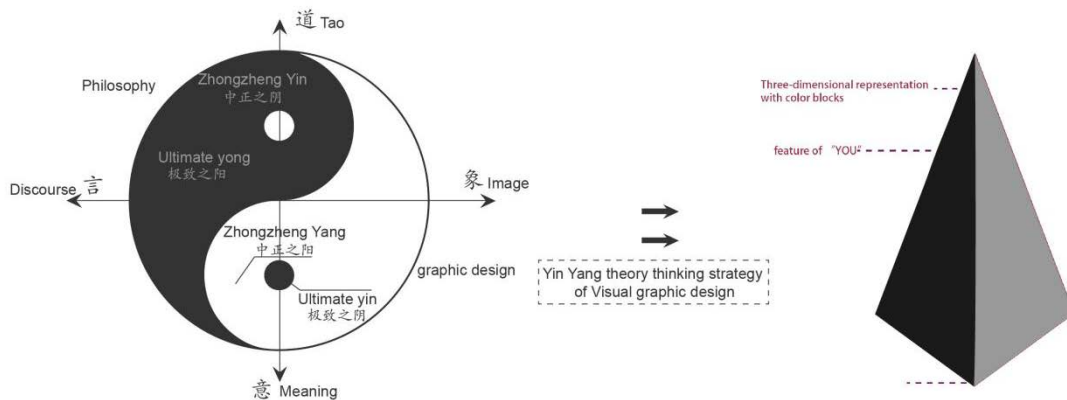 道 Tao
Philosophy
Zhongzheng Yin
中正之阴
Ultimate yong
极致之阳
Discourse 言
象 Image
Zhongzheng Yang
中正之阳
graphic design
Ultimate yin
极致之阴
意 Meaning
Yin Yang theory thinking strategy
of Visual graphic design
Three-dimensional representation
with color blocks
feature of "YOU"